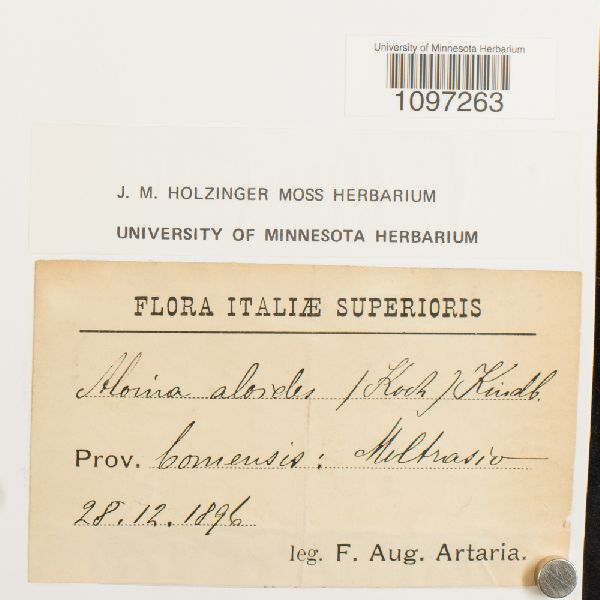 University of Minnesota Herbarium
1097263
J. M. HOLZINGER MOSS HERBARIUM
UNIVERSITY OF MINNESOTA HERBARIUM
FLORA ITALIÆ SUPERIORIS
Aloina aloides (Koch) Kindb.
Prov. Comensis: Moltrasio
28.12.1896
leg. F. Aug. Artaria.